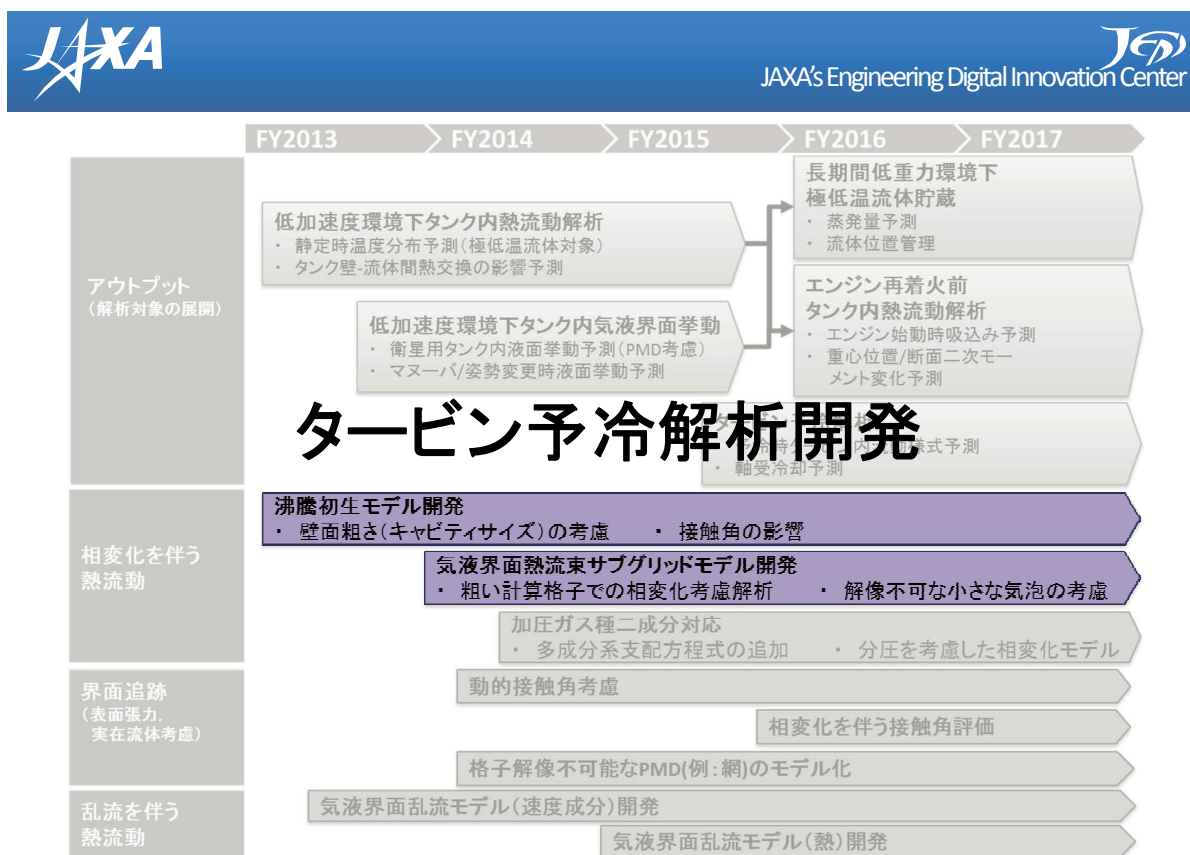 JAXA
JAXA's Engineering Digital Innovation Center
FY2013 FY2014 FY2015 FY2016 FY2017
アウトプット
（解析対象の展開）
低加速度環境下タンク内熱流動解析
・ 静定時温度分布予測（極低温流体対象）
・ タンク壁-流体間熱交換の影響予測
低加速度環境下タンク内気液界面挙動
・ 衛星用タンク内液面挙動予測（PMD考慮）
・ マヌーバ/姿勢変更時液面挙動予測
長期間低重力環境下
極低温流体貯蔵
・ 蒸発量予測
・ 流体位置管理
エンジン再着火前
タンク内熱流動解析
・ エンジン始動時吸込み予測
・ 重心位置/断面二次モー
メント変化予測
タービン予冷解析開発
様式予測
・ 軸受冷却予測
相変化を伴う
熱流動
沸騰初生モデル開発
・ 壁面粗さ（キャビティサイズ）の考慮 ・ 接触角の影響
気液界面熱流束サブグリッドモデル開発
・ 粗い計算格子での相変化考慮解析 ・ 解像不可な小さな気泡の考慮
加圧ガス種二成分対応
・ 多成分系支配方程式の追加 ・ 分圧を考慮した相変化モデル
界面追跡
（表面張力,
実在流体考慮）
動的接触角考慮
相変化を伴う接触角評価
格子解像不可能なPMD(例：網)のモデル化
乱流を伴う
熱流動
気液界面乱流モデル（速度成分）開発
気液界面乱流モデル（熱）開発